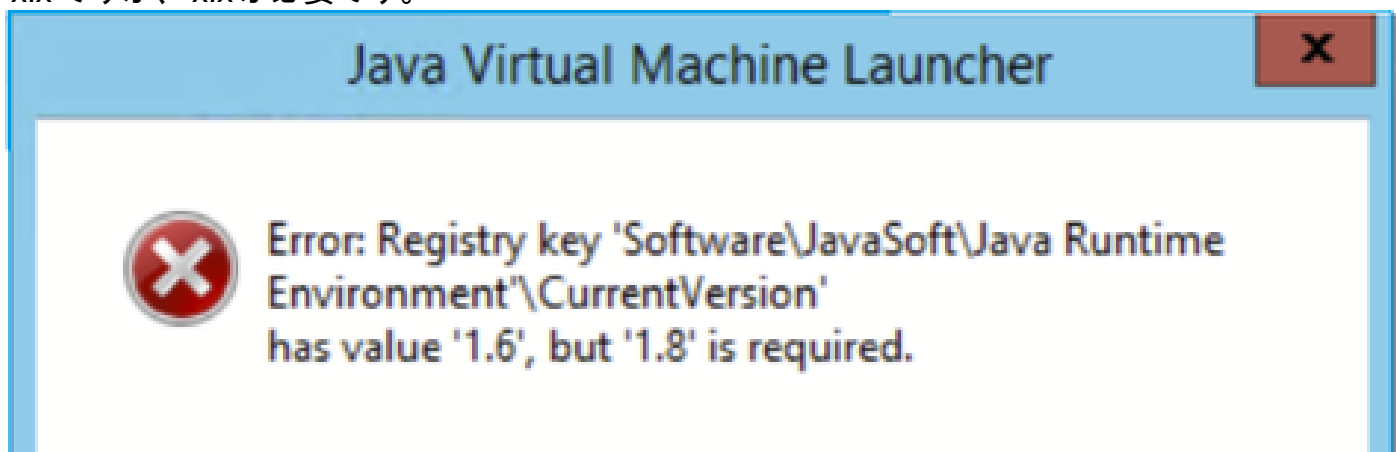 Java Virtual Machine Launcher
x
Error: Registry key 'Software\JavaSoft\Java Runtime
Environment'\CurrentVersion'
has value '1.6', but '1.8' is required.